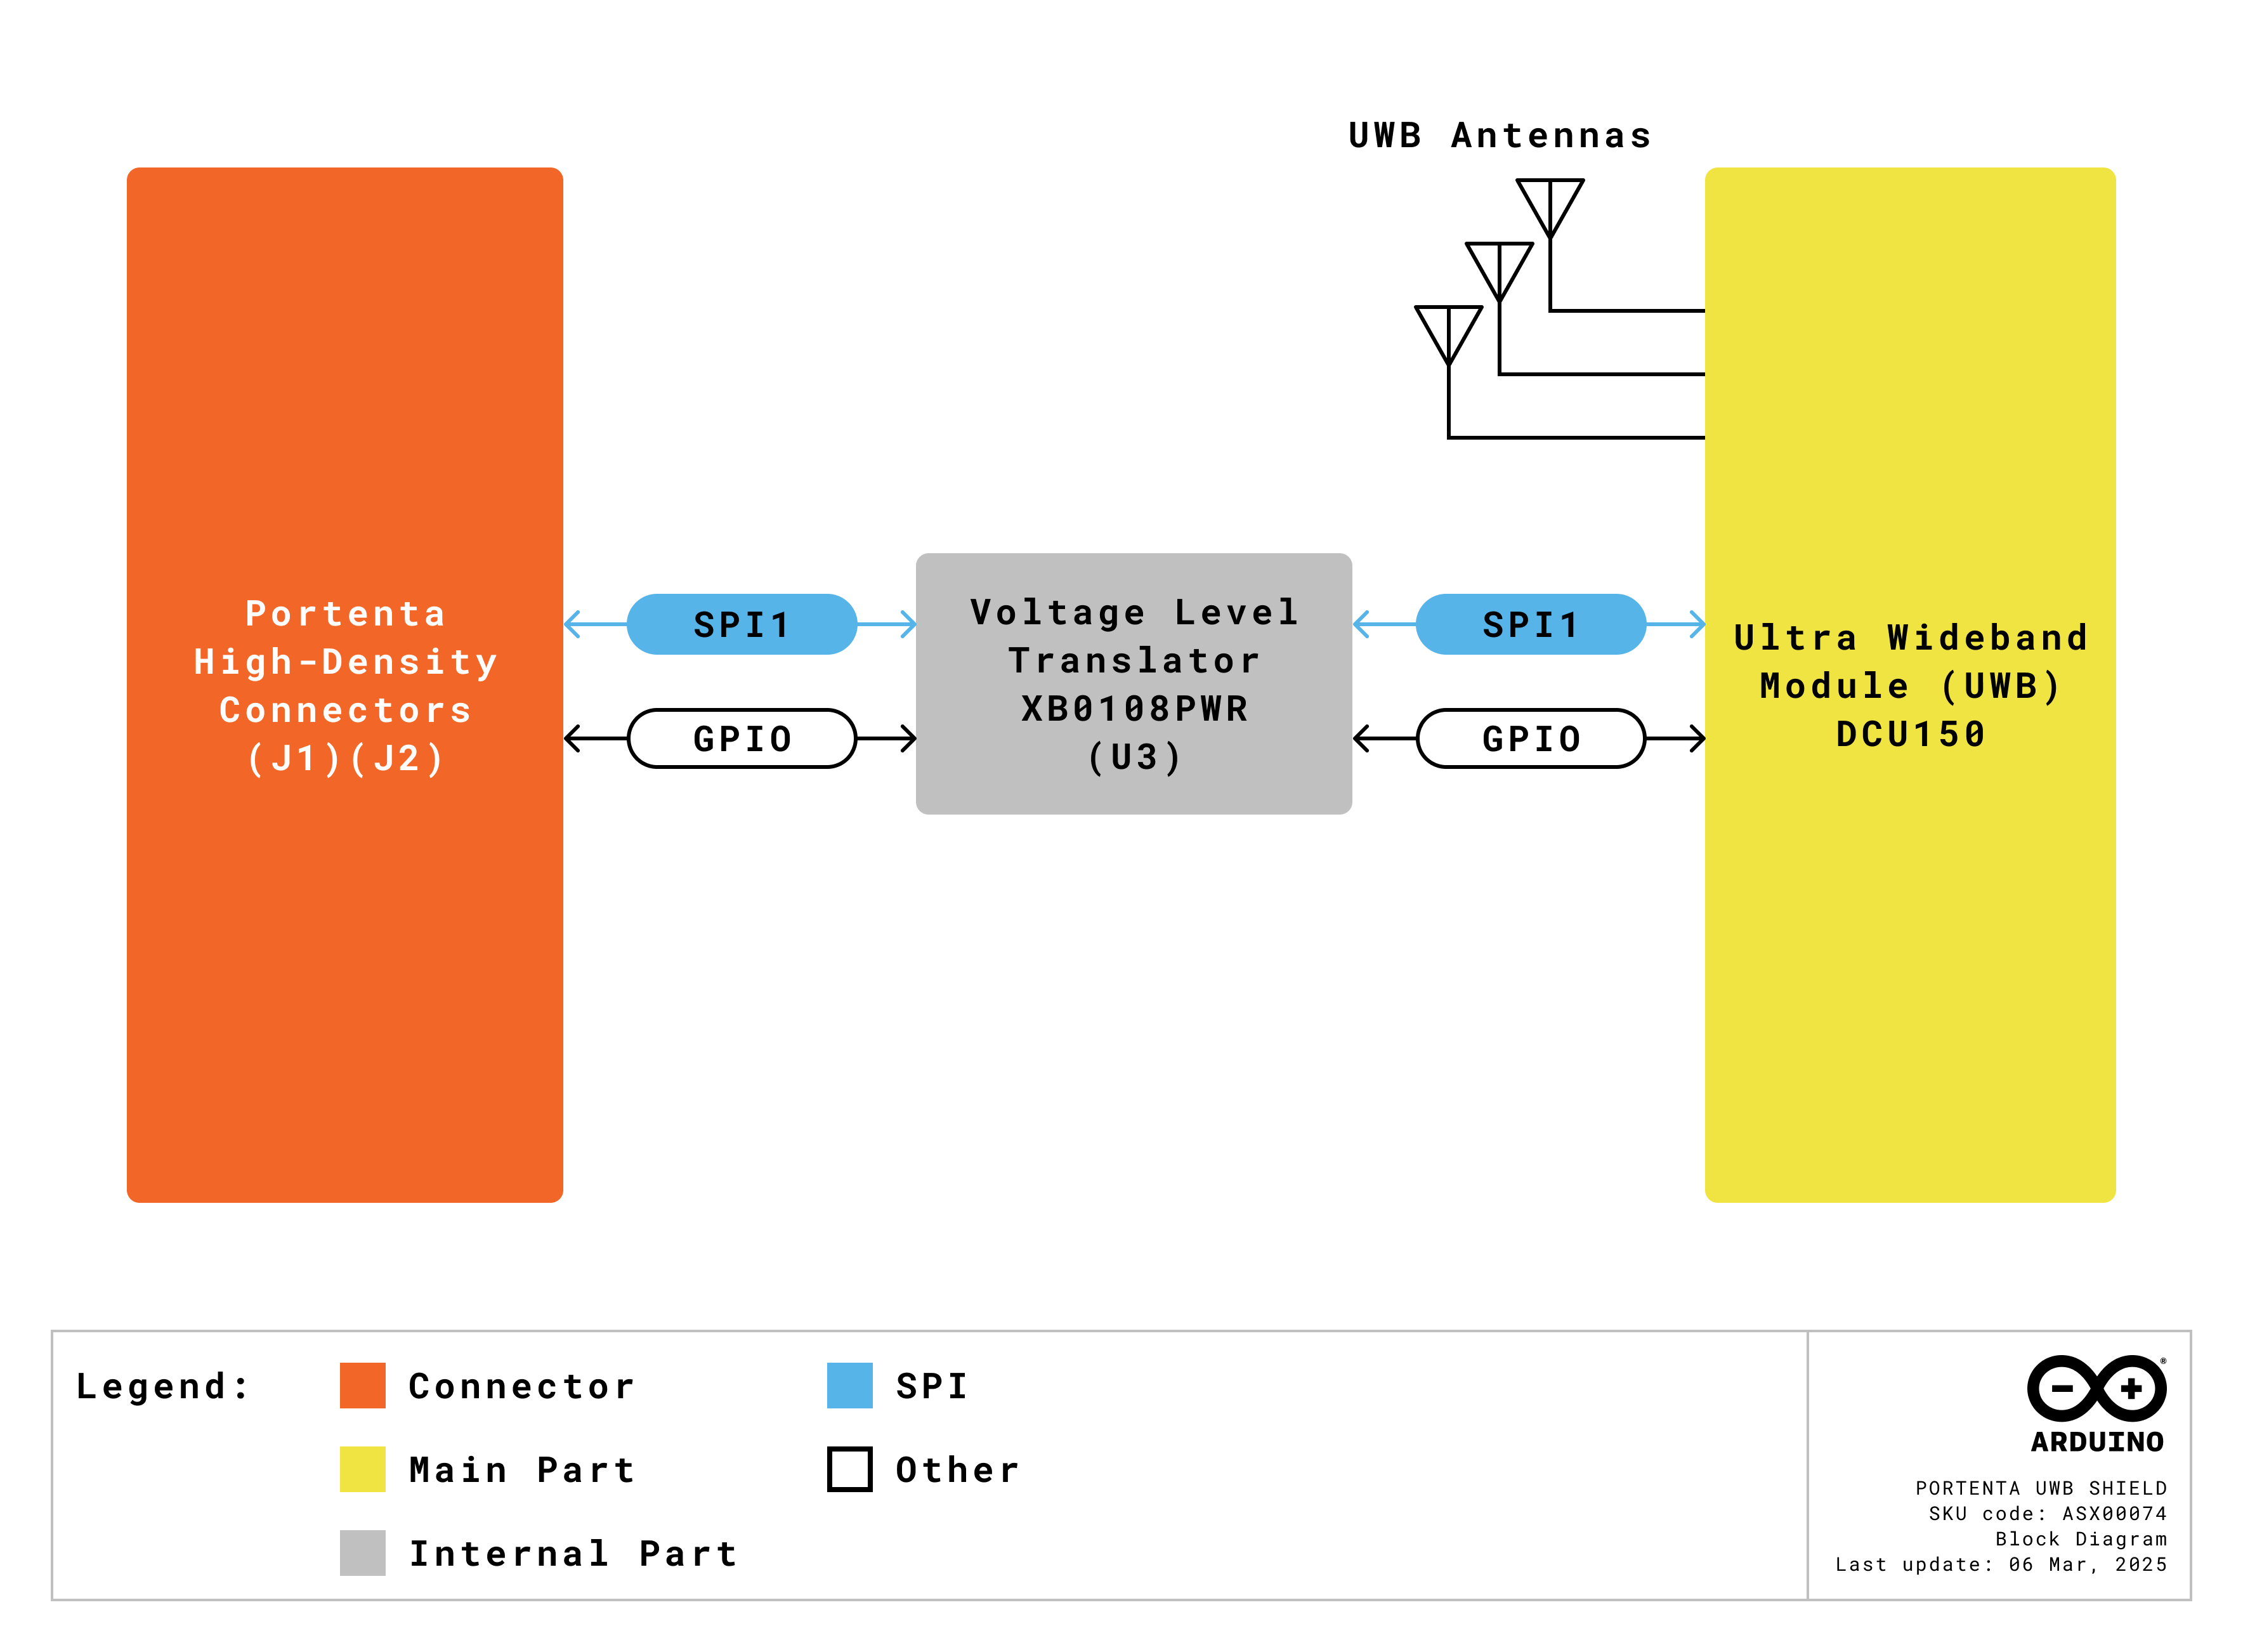 UWB Antennas
Portenta
High-Density
Connectors
(J1)(J2)
SPI1
GPIO
Voltage Level
Translator
XB0108PWR
(U3)
SPI1
GPIO
Ultra Wideband
Module (UWB)
DCU150
Legend:
Connector
Main Part
Internal Part
SPI
Other
ARDUINO
PORTENTA UWB SHIELD
SKU code: ASX00074
Block Diagram
Last update: 06 Mar, 2025